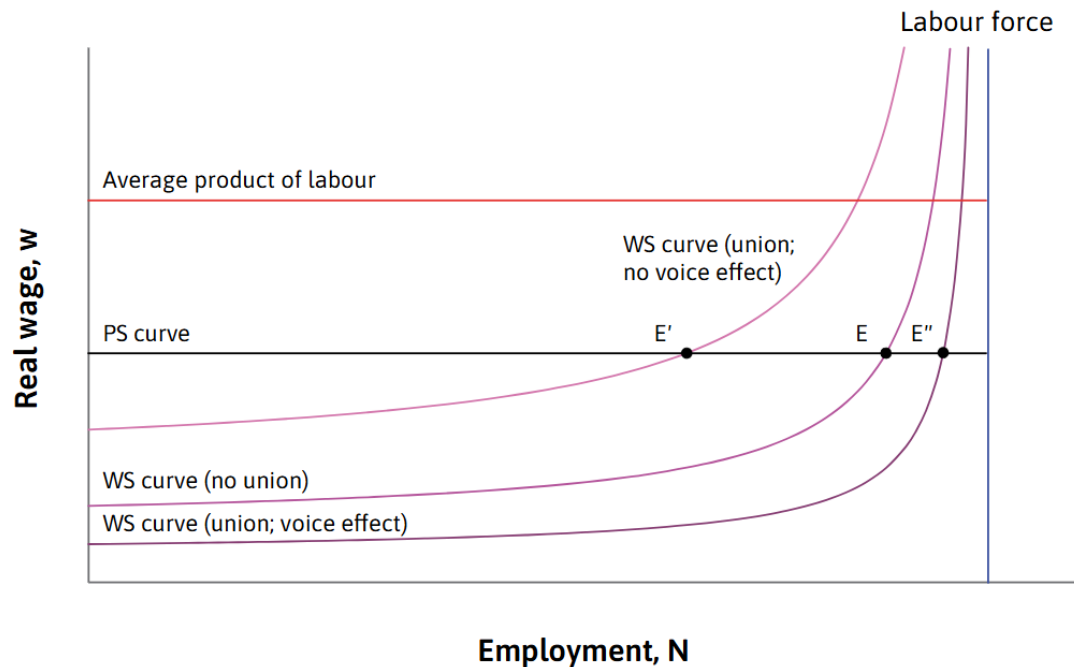 Labour force
Average product of labour
WS curve (union;
no voice effect)
PS curve
E′
E
E″
Real wage, w
WS curve (no union)
WS curve (union; voice effect)
Employment, N